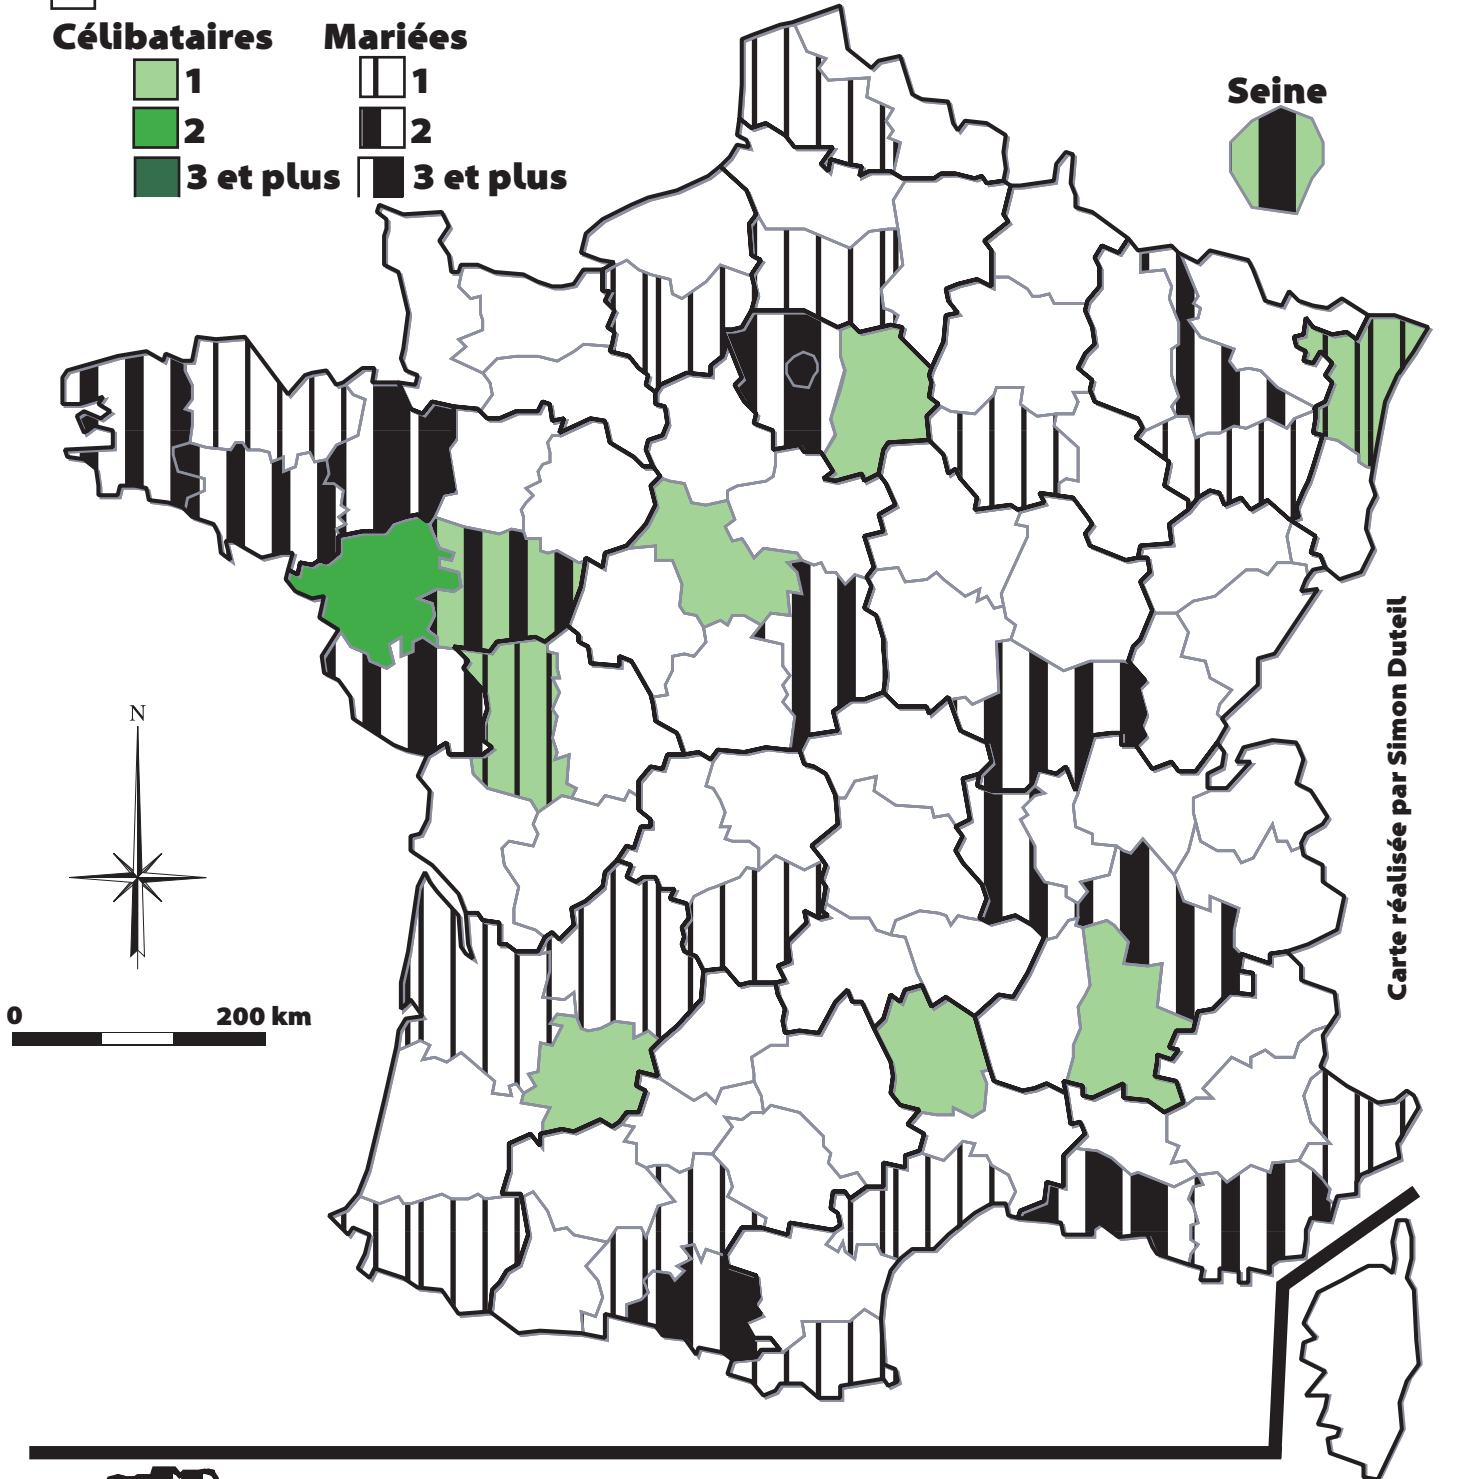 Célibataires Mariées
1 1
2 2
3 et plus 3 et plus
Seine
Carte réalisée par Simon Duteil
N
0 200 km